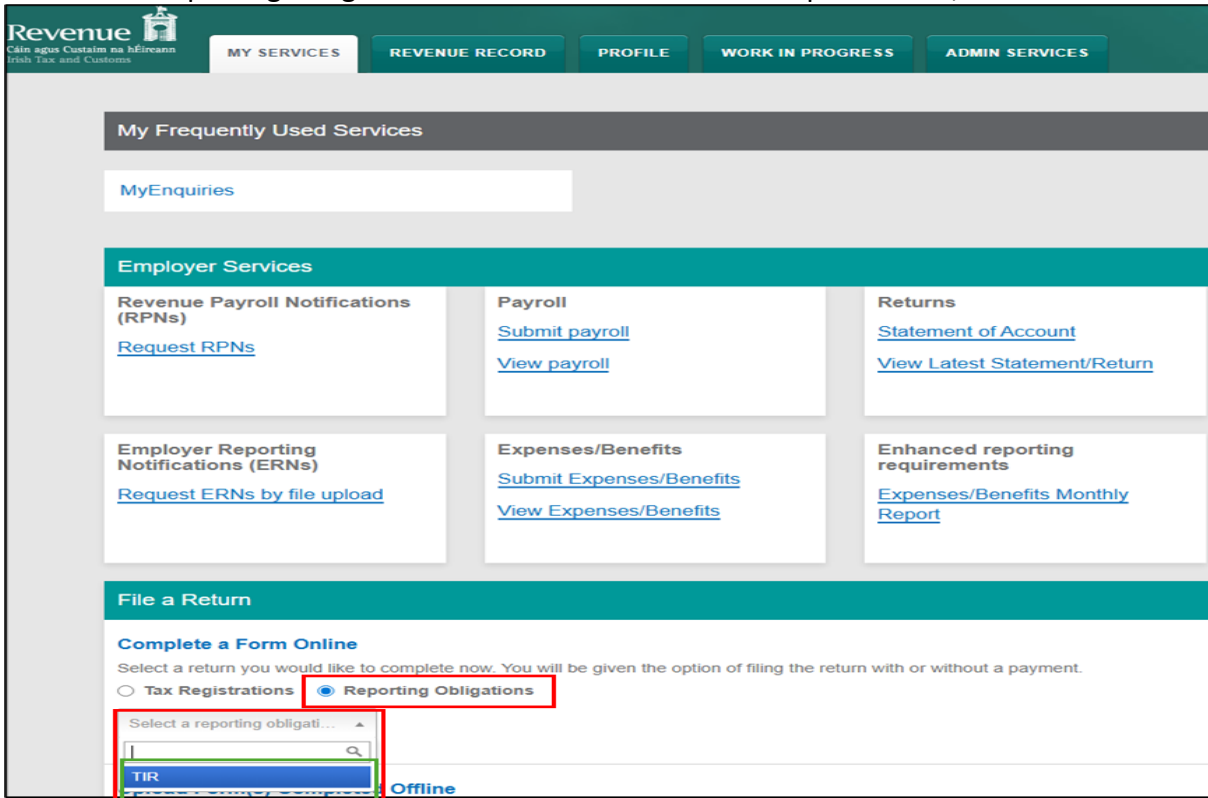 Revenue
Cáin agus Custaim na hÉireann
Irish Tax and Customs
MY SERVICES
REVENUE RECORD
PROFILE
WORK IN PROGRESS
ADMIN SERVICES
My Frequently Used Services
MyEnquiries
Employer Services
Revenue Payroll Notifications
(RPNs)
Request RPNs
Payroll
Submit payroll
View payroll
Returns
Statement of Account
View Latest Statement/Return
Employer Reporting
Notifications (ERNs)
Request ERNs by file upload
Expenses/Benefits
Submit Expenses/Benefits
View Expenses/Benefits
Enhanced reporting
requirements
Expenses/Benefits Monthly
Report
File a Return
Complete a Form Online
Select a return you would like to complete now. You will be given the option of filing the return with or without a payment.
Tax Registrations
Reporting Obligations
Select a reporting obligati...
TIR
Offline